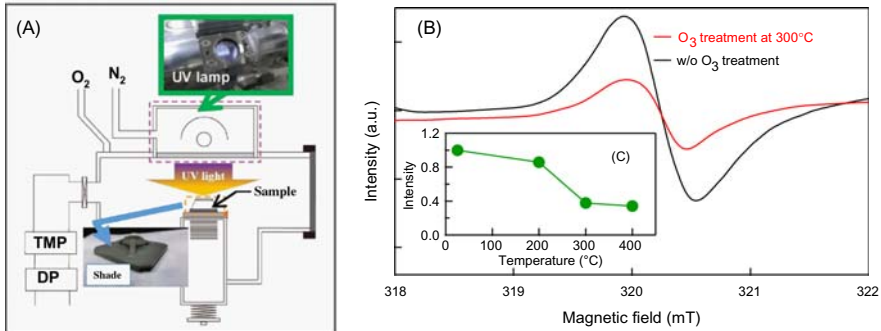 (A)
UV lamp
O₂
N₂
UV light
Sample
TMP
DP
Shade
(B)
O₃ treatment at 300°C
w/o O₃ treatment
Intensity (a.u.)
1.2
0.8
0.4
0.0
Intensity
(C)
0 100 200 300 400
Temperature (°C)
318 319 320 321 322
Magnetic field (mT)